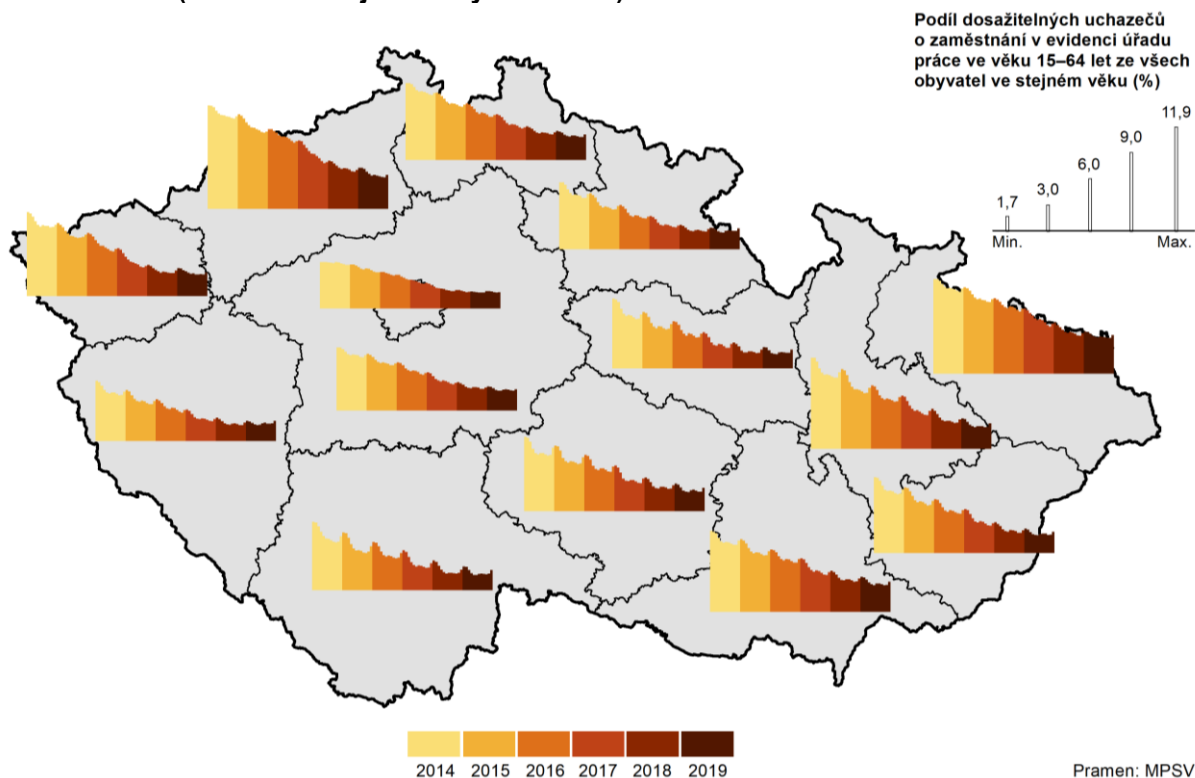 Podíl dosažitelných uchazečů
o zaměstnání v evidenci úřadu
práce ve věku 15–64 let ze všech
obyvatel ve stejném věku (%)
11,9
9,0
6,0
3,0
1,7
Min.
Max.
2014 2015 2016 2017 2018 2019
Pramen: MPSV